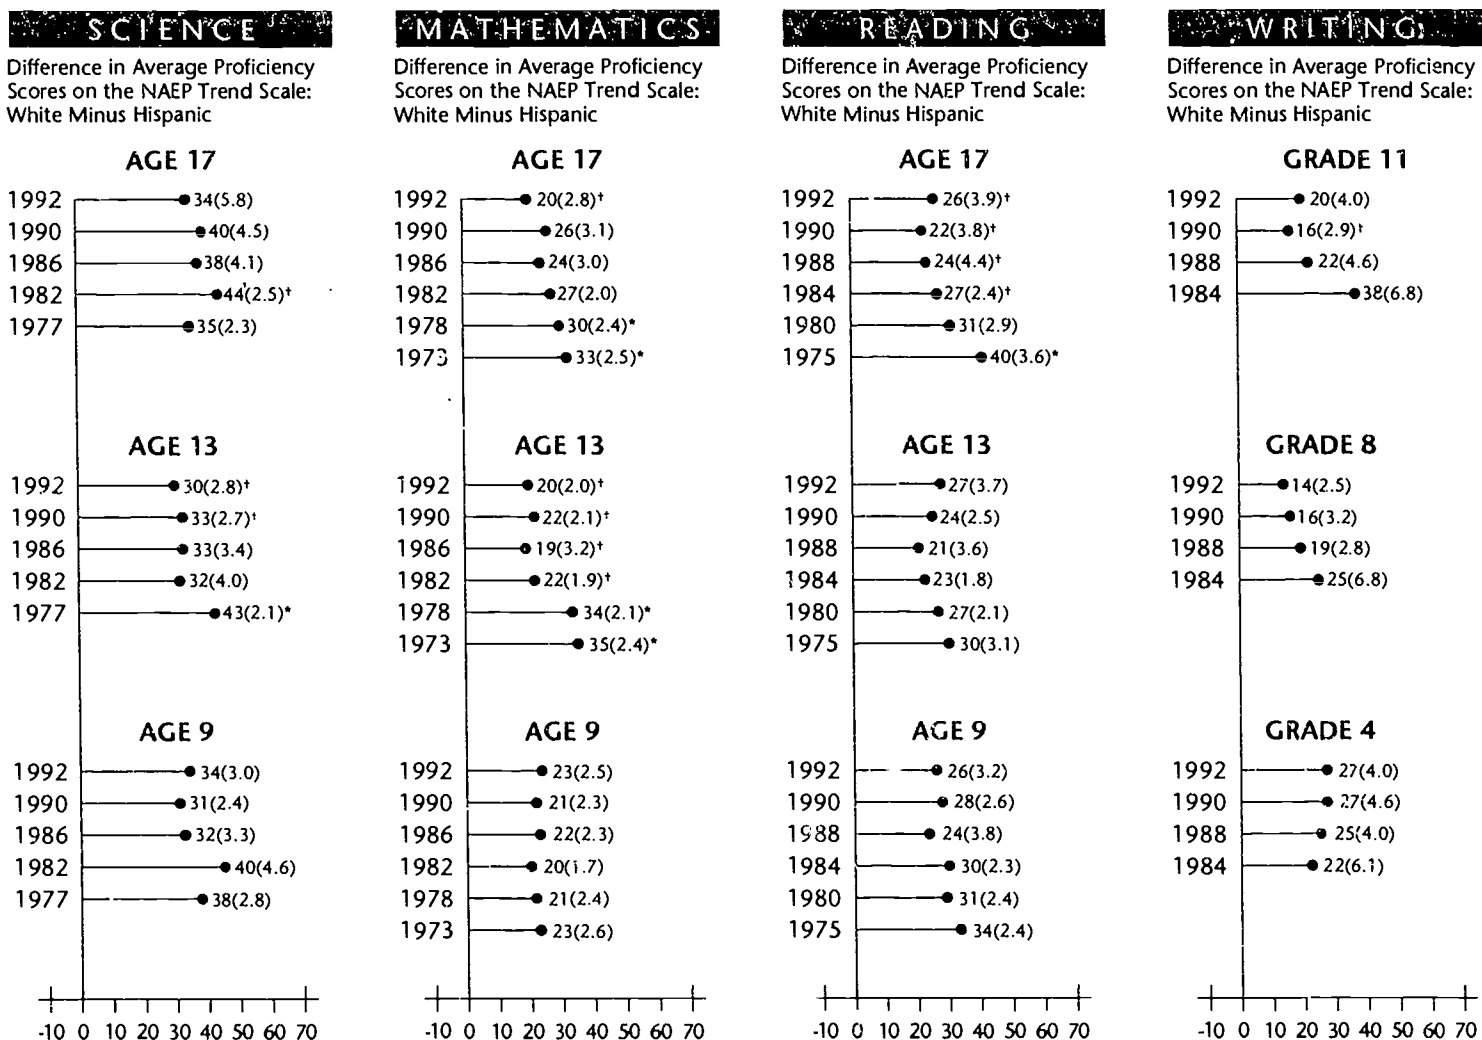 SCIENCE
Difference in Average Proficiency
Scores on the NAEP Trend Scale:
White Minus Hispanic
AGE 17
1992 34(5.8)
1990 40(4.5)
1986 38(4.1)
1982 44(2.5)†
1977 35(2.3)
AGE 13
1992 30(2.8)†
1990 33(2.7)†
1986 33(3.4)
1982 32(4.0)
1977 43(2.1)*
AGE 9
1992 34(3.0)
1990 31(2.4)
1986 32(3.3)
1982 40(4.6)
1977 38(2.8)
-10 0 10 20 30 40 50 60 70
MATHEMATICS
Difference in Average Proficiency
Scores on the NAEP Trend Scale:
White Minus Hispanic
AGE 17
1992 20(2.8)†
1990 26(3.1)
1986 24(3.0)
1982 27(2.0)
1978 30(2.4)*
1973 33(2.5)*
AGE 13
1992 20(2.0)†
1990 22(2.1)†
1986 19(3.2)†
1982 22(1.9)†
1978 34(2.1)*
1973 35(2.4)*
AGE 9
1992 23(2.5)
1990 21(2.3)
1986 22(2.3)
1982 20(1.7)
1978 21(2.4)
1973 23(2.6)
-10 0 10 20 30 40 50 60 70
READING
Difference in Average Proficiency
Scores on the NAEP Trend Scale:
White Minus Hispanic
AGE 17
1992 26(3.9)†
1990 22(3.8)†
1988 24(4.4)†
1984 27(2.4)†
1980 31(2.9)
1975 40(3.6)*
AGE 13
1992 27(3.7)
1990 24(2.5)
1988 21(3.6)
1984 23(1.8)
1980 27(2.1)
1975 30(3.1)
AGE 9
1992 26(3.2)
1990 28(2.6)
1988 24(3.8)
1984 30(2.3)
1980 31(2.4)
1975 34(2.4)
-10 0 10 20 30 40 50 60 70
WRITING
Difference in Average Proficiency
Scores on the NAEP Trend Scale:
White Minus Hispanic
GRADE 11
1992 20(4.0)
1990 16(2.9)†
1988 22(4.6)
1984 38(6.8)
GRADE 8
1992 14(2.5)
1990 16(3.2)
1988 19(2.8)
1984 25(6.8)
GRADE 4
1992 27(4.0)
1990 27(4.6)
1988 25(4.0)
1984 22(6.1)
-10 0 10 20 30 40 50 60 70